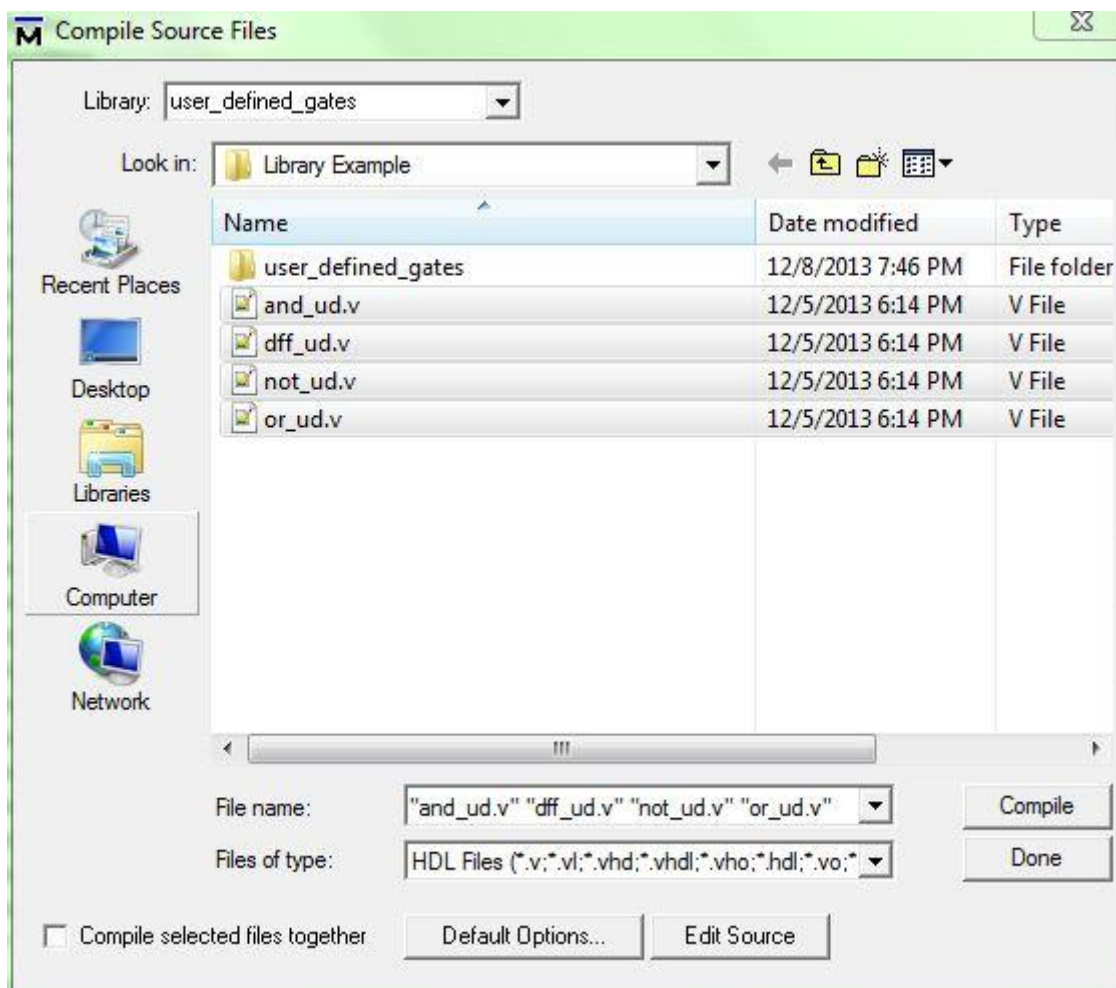 Compile Source Files
Library: user_defined_gates
Look in: Library Example
Name Date modified Type
user_defined_gates 12/8/2013 7:46 PM File folder
and_ud.v 12/5/2013 6:14 PM V File
dff_ud.v 12/5/2013 6:14 PM V File
not_ud.v 12/5/2013 6:14 PM V File
or_ud.v 12/5/2013 6:14 PM V File
Recent Places
Desktop
Libraries
Computer
Network
File name: "and_ud.v" "dff_ud.v" "not_ud.v" "or_ud.v" Compile
Files of type: HDL Files (*.v;*.vl;*.vhd;*.vhdl;*.vho;*.hdl;*.vo;* Done
Compile selected files together Default Options... Edit Source